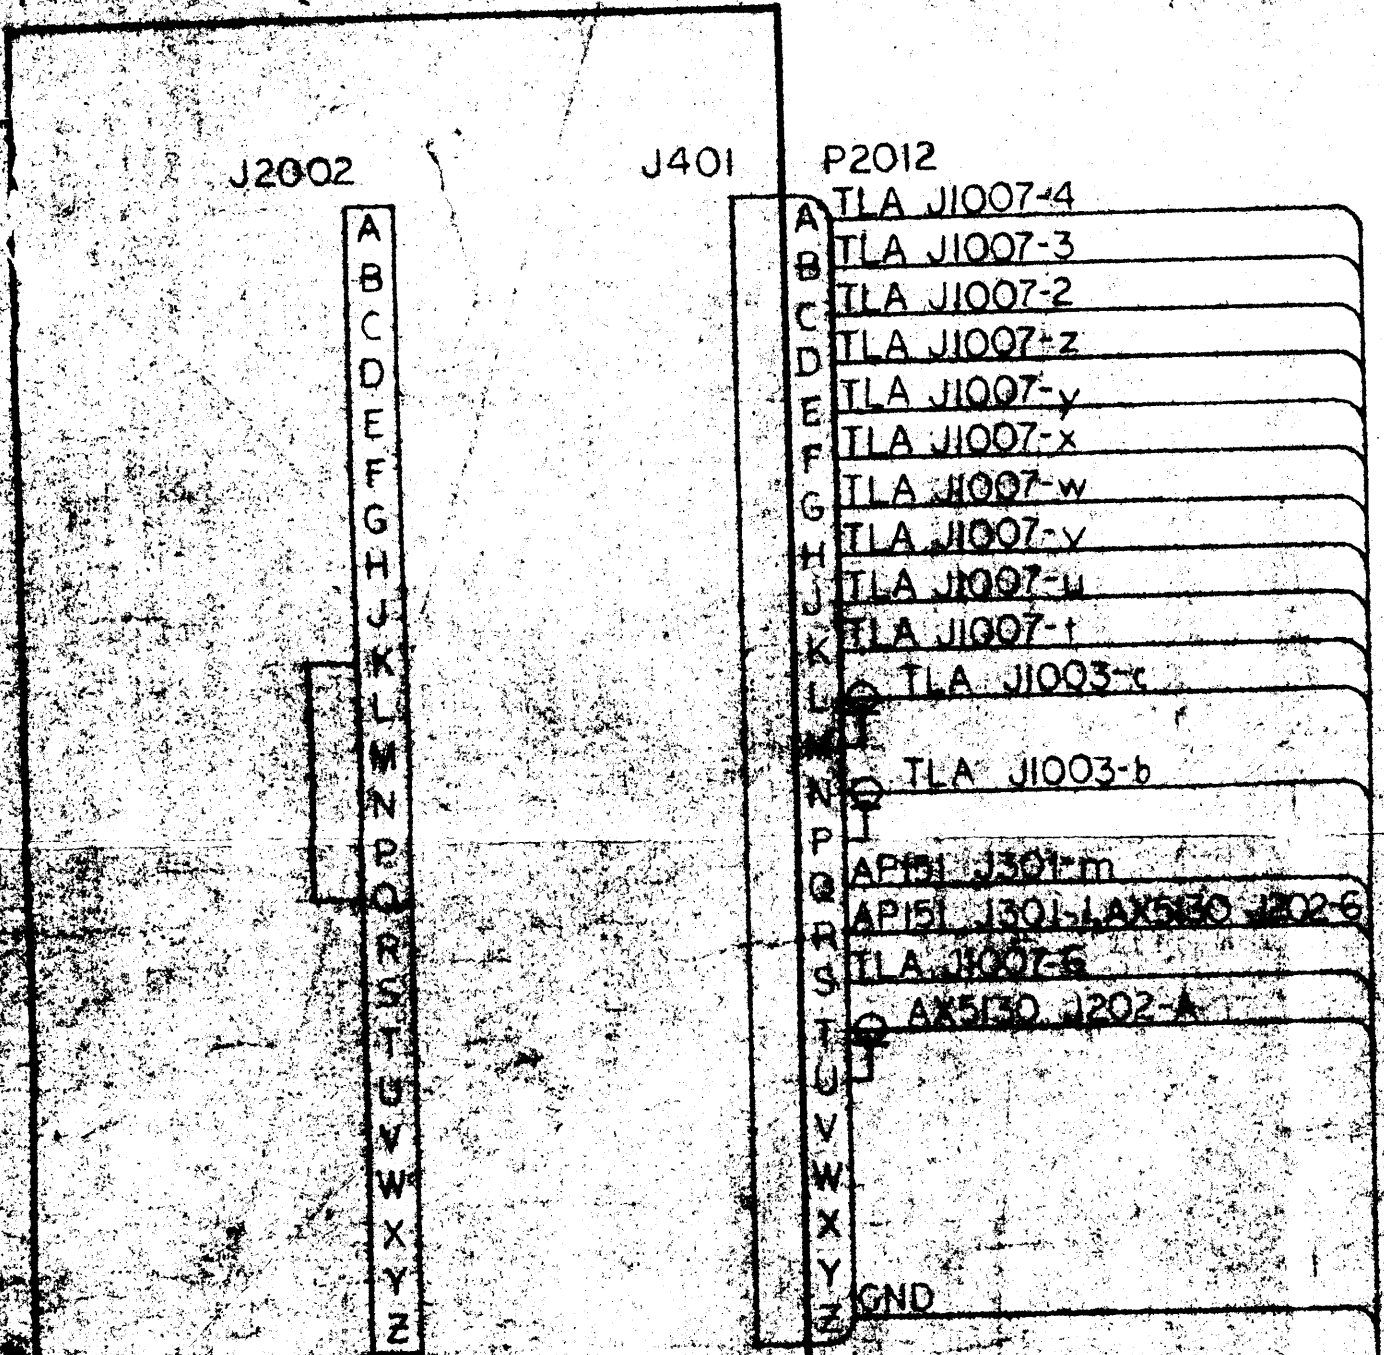 J2002
J401
P2012
A
B
C
D
E
F
G
H
J
K
L
M
N
P
Q
R
S
T
U
V
W
X
Y
Z
A TLA J1007-4
B TLA J1007-3
C TLA J1007-2
D TLA J1007-z
E TLA J1007-y
F TLA J1007-x
G TLA J1007-w
H TLA J1007-v
J TLA J1007-u
K TLA J1007-t
L TLA J1003-c
M
N TLA J1003-b
P
Q AP151 J301-m
R AP151 J301-L AX5130 J202-6
S TLA J1007-6
T AX5130 J202-A
U
V
W
X
Y
Z GND